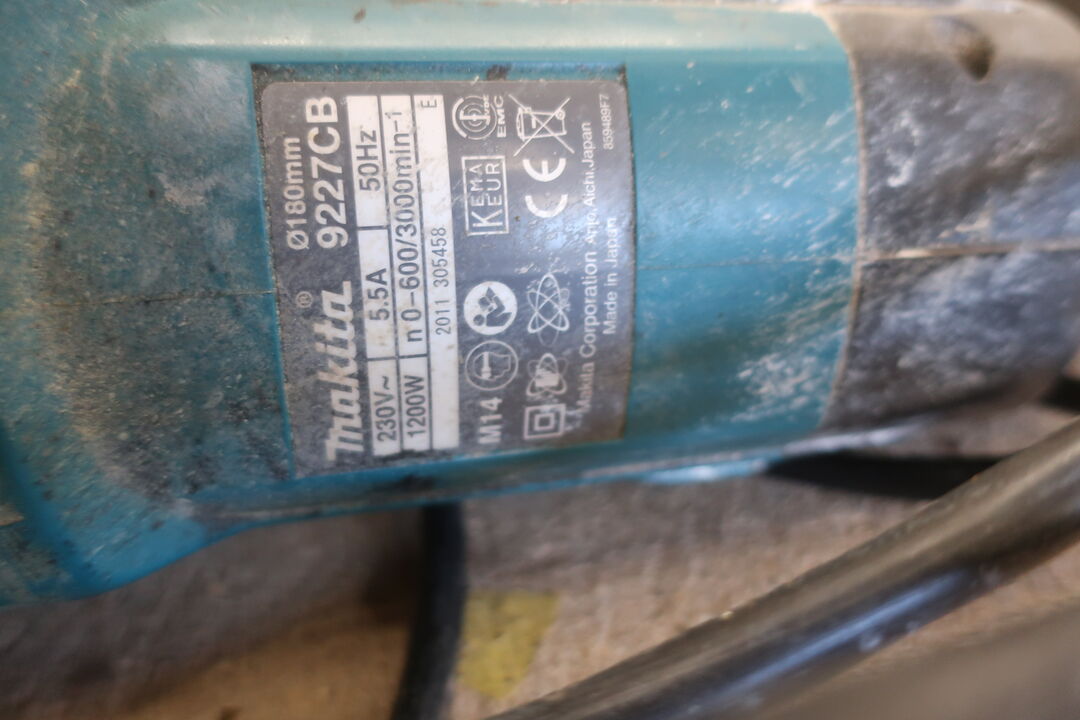 makita® Ø180mm
9227CB
230V~ 5.5A 50Hz
1200W n 0-600/3000min-1
2011 305458 E
M14 KEMA KEUR EMC
CE
Makita Corporation Anjo, Aichi, Japan
Made in Japan 859489F7